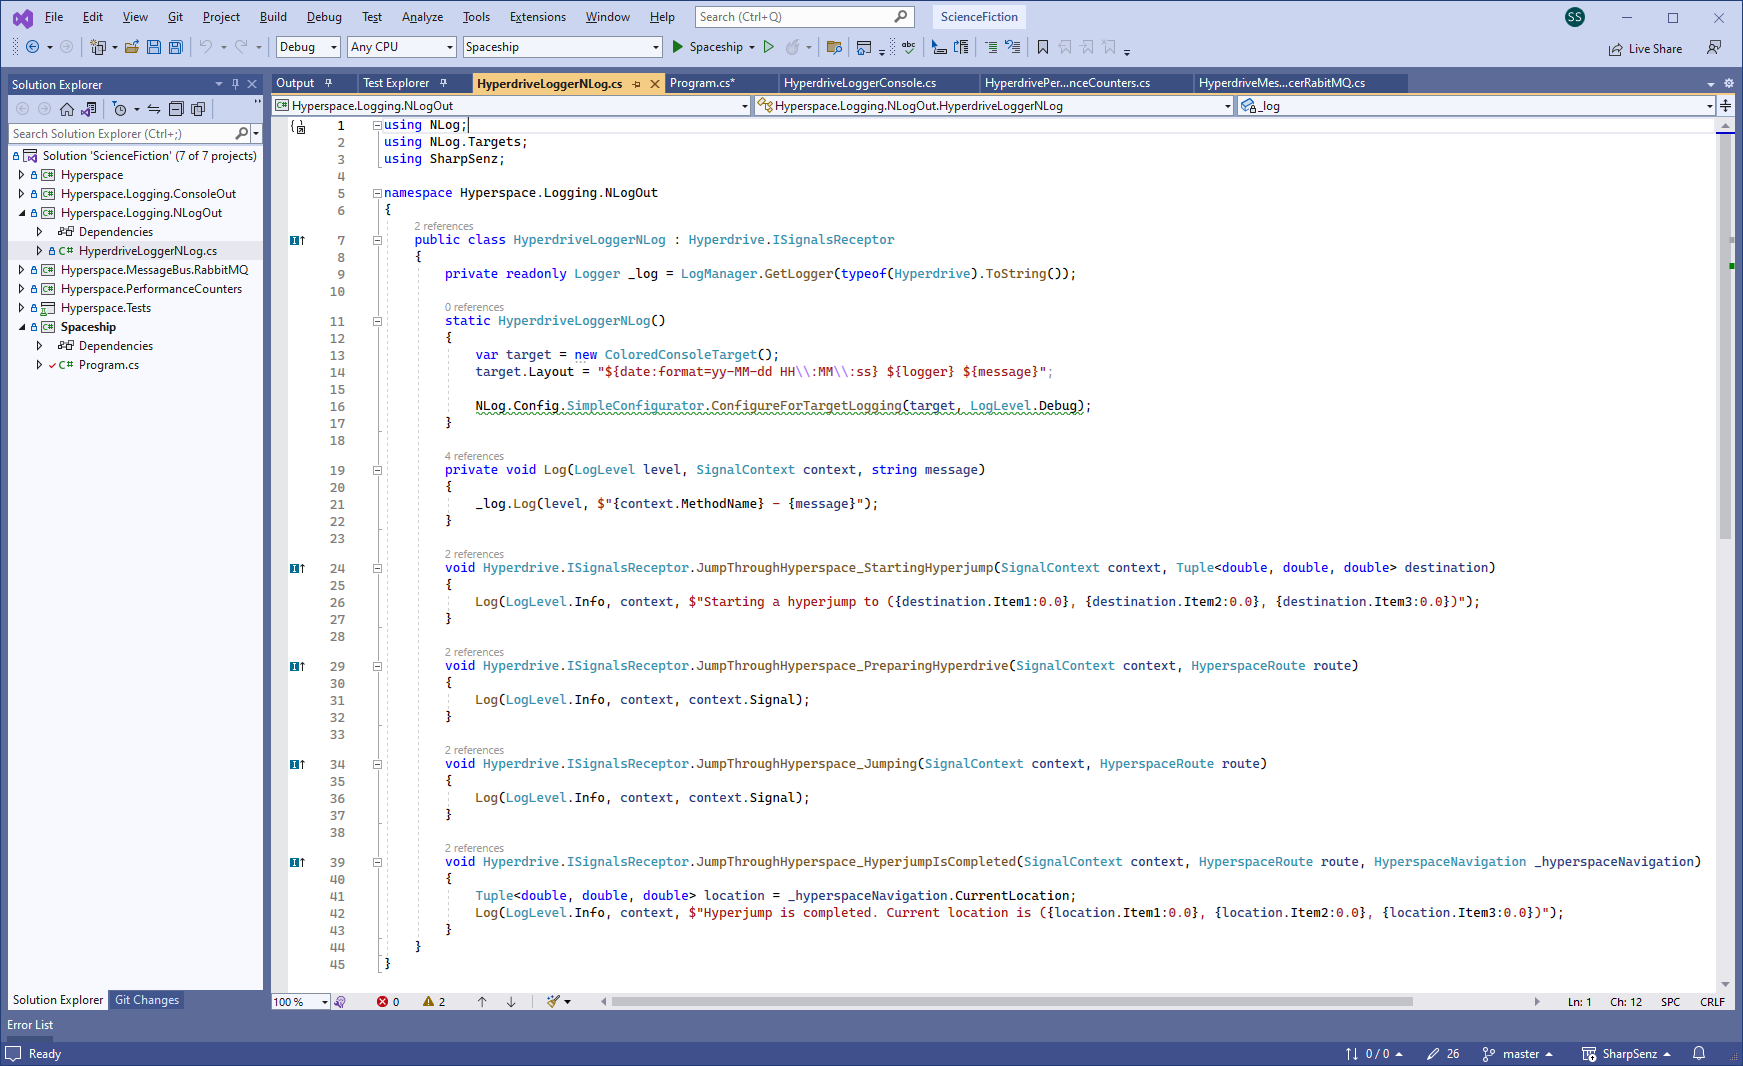 File Edit View Git Project Build Debug Test Analyze Tools Extensions Window Help Search (Ctrl+Q) ScienceFiction SS
Debug Any CPU Spaceship Spaceship Live Share
Solution Explorer
Search Solution Explorer (Ctrl+;)
Solution 'ScienceFiction' (7 of 7 projects)
Hyperspace
Hyperspace.Logging.ConsoleOut
Hyperspace.Logging.NLogOut
Dependencies
HyperdriveLoggerNLog.cs
Hyperspace.MessageBus.RabbitMQ
Hyperspace.PerformanceCounters
Hyperspace.Tests
Spaceship
Dependencies
Program.cs
Solution Explorer Git Changes
Output Test Explorer HyperdriveLoggerNLog.cs Program.cs* HyperdriveLoggerConsole.cs HyperdrivePer...nceCounters.cs HyperdriveMes...cerRabitMQ.cs
Hyperspace.Logging.NLogOut Hyperspace.Logging.NLogOut.HyperdriveLoggerNLog _log
1 using NLog;
2 using NLog.Targets;
3 using SharpSenz;
4
5 namespace Hyperspace.Logging.NLogOut
6 {
2 references
7 public class HyperdriveLoggerNLog : Hyperdrive.ISignalsReceptor
8 {
9 private readonly Logger _log = LogManager.GetLogger(typeof(Hyperdrive).ToString());
10
0 references
11 static HyperdriveLoggerNLog()
12 {
13 var target = new ColoredConsoleTarget();
14 target.Layout = "${date:format=yy-MM-dd HH\\:MM\\:ss} ${logger} ${message}";
15
16 NLog.Config.SimpleConfigurator.ConfigureForTargetLogging(target, LogLevel.Debug);
17 }
18
4 references
19 private void Log(LogLevel level, SignalContext context, string message)
20 {
21 _log.Log(level, $"{context.MethodName} - {message}");
22 }
23
2 references
24 void Hyperdrive.ISignalsReceptor.JumpThroughHyperspace_StartingHyperjump(SignalContext context, Tuple<double, double, double> destination)
25 {
26 Log(LogLevel.Info, context, $"Starting a hyperjump to ({destination.Item1:0.0}, {destination.Item2:0.0}, {destination.Item3:0.0})");
27 }
28
2 references
29 void Hyperdrive.ISignalsReceptor.JumpThroughHyperspace_PreparingHyperdrive(SignalContext context, HyperspaceRoute route)
30 {
31 Log(LogLevel.Info, context, context.Signal);
32 }
33
2 references
34 void Hyperdrive.ISignalsReceptor.JumpThroughHyperspace_Jumping(SignalContext context, HyperspaceRoute route)
35 {
36 Log(LogLevel.Info, context, context.Signal);
37 }
38
2 references
39 void Hyperdrive.ISignalsReceptor.JumpThroughHyperspace_HyperjumpIsCompleted(SignalContext context, HyperspaceRoute route, HyperspaceNavigation _hyperspaceNavigation)
40 {
41 Tuple<double, double, double> location = _hyperspaceNavigation.CurrentLocation;
42 Log(LogLevel.Info, context, $"Hyperjump is completed. Current location is ({location.Item1:0.0}, {location.Item2:0.0}, {location.Item3:0.0})");
43 }
44 }
45 }
100 % 0 2 Ln: 1 Ch: 12 SPC CRLF
Error List
Ready 0 / 0 26 master SharpSenz